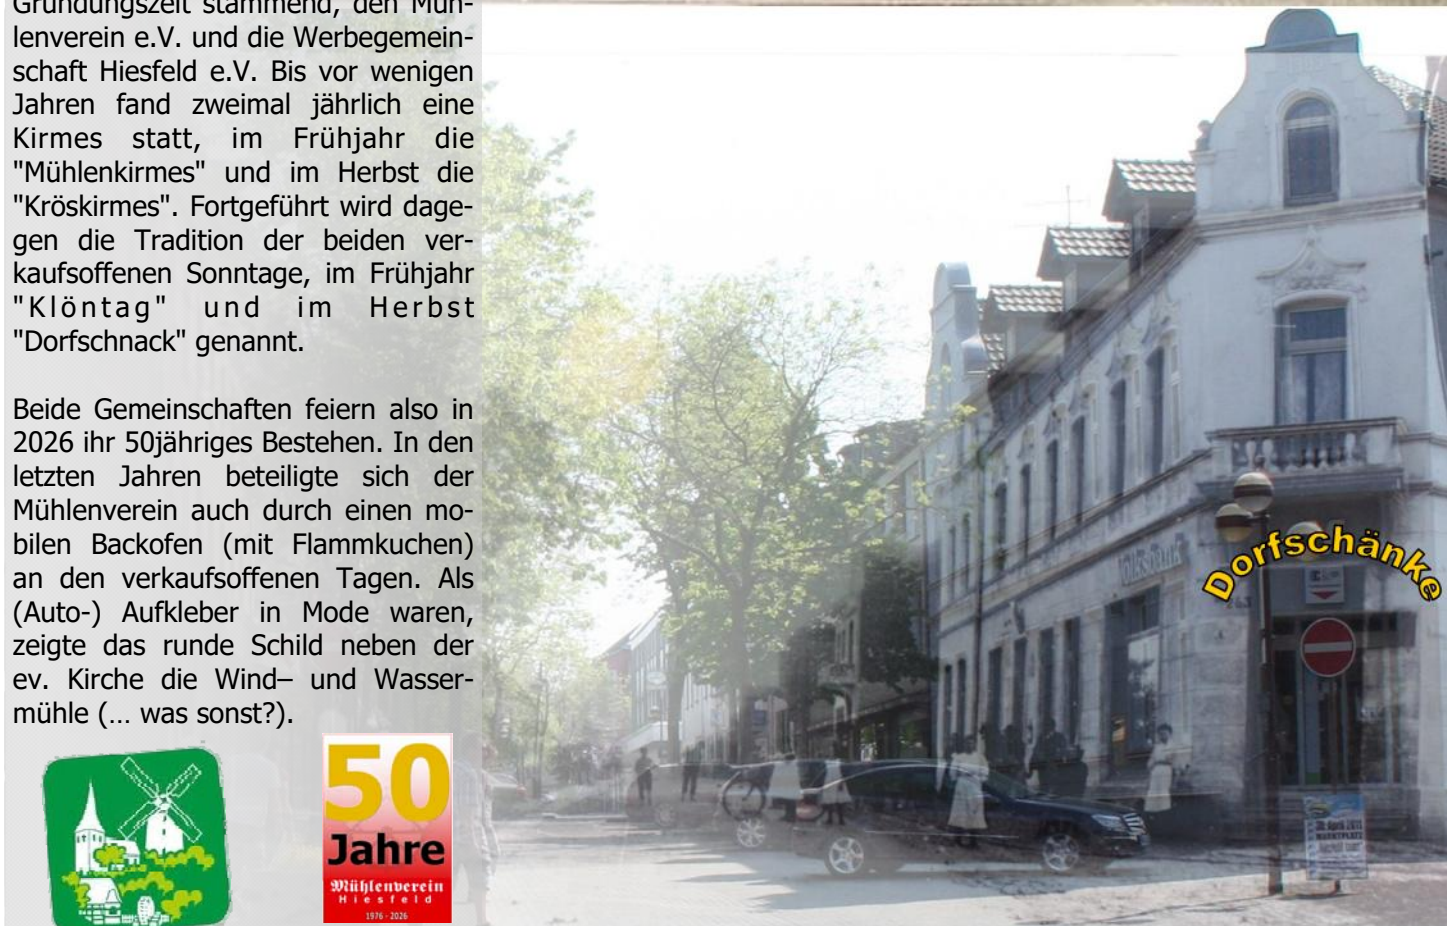 Gründungszeit stammend, den Müh-
lenverein e.V. und die Werbegemein-
schaft Hiesfeld e.V. Bis vor wenigen
Jahren fand zweimal jährlich eine
Kirmes statt, im Frühjahr die
"Mühlenkirmes" und im Herbst die
"Kröskirmes". Fortgeführt wird dage-
gen die Tradition der beiden ver-
kaufsoffenen Sonntage, im Frühjahr
"Klöntag" und im Herbst
"Dorfschnack" genannt.
Beide Gemeinschaften feiern also in
2026 ihr 50jähriges Bestehen. In den
letzten Jahren beteiligte sich der
Mühlenverein auch durch einen mo-
bilen Backofen (mit Flammkuchen)
an den verkaufsoffenen Tagen. Als
(Auto-) Aufkleber in Mode waren,
zeigte das runde Schild neben der
ev. Kirche die Wind– und Wasser-
mühle (… was sonst?).
50
Jahre
Mühlenverein
Hiesfeld
1976 - 2026
Volksbank
Dorfschänke
30. April 2011
MARKTPLATZ